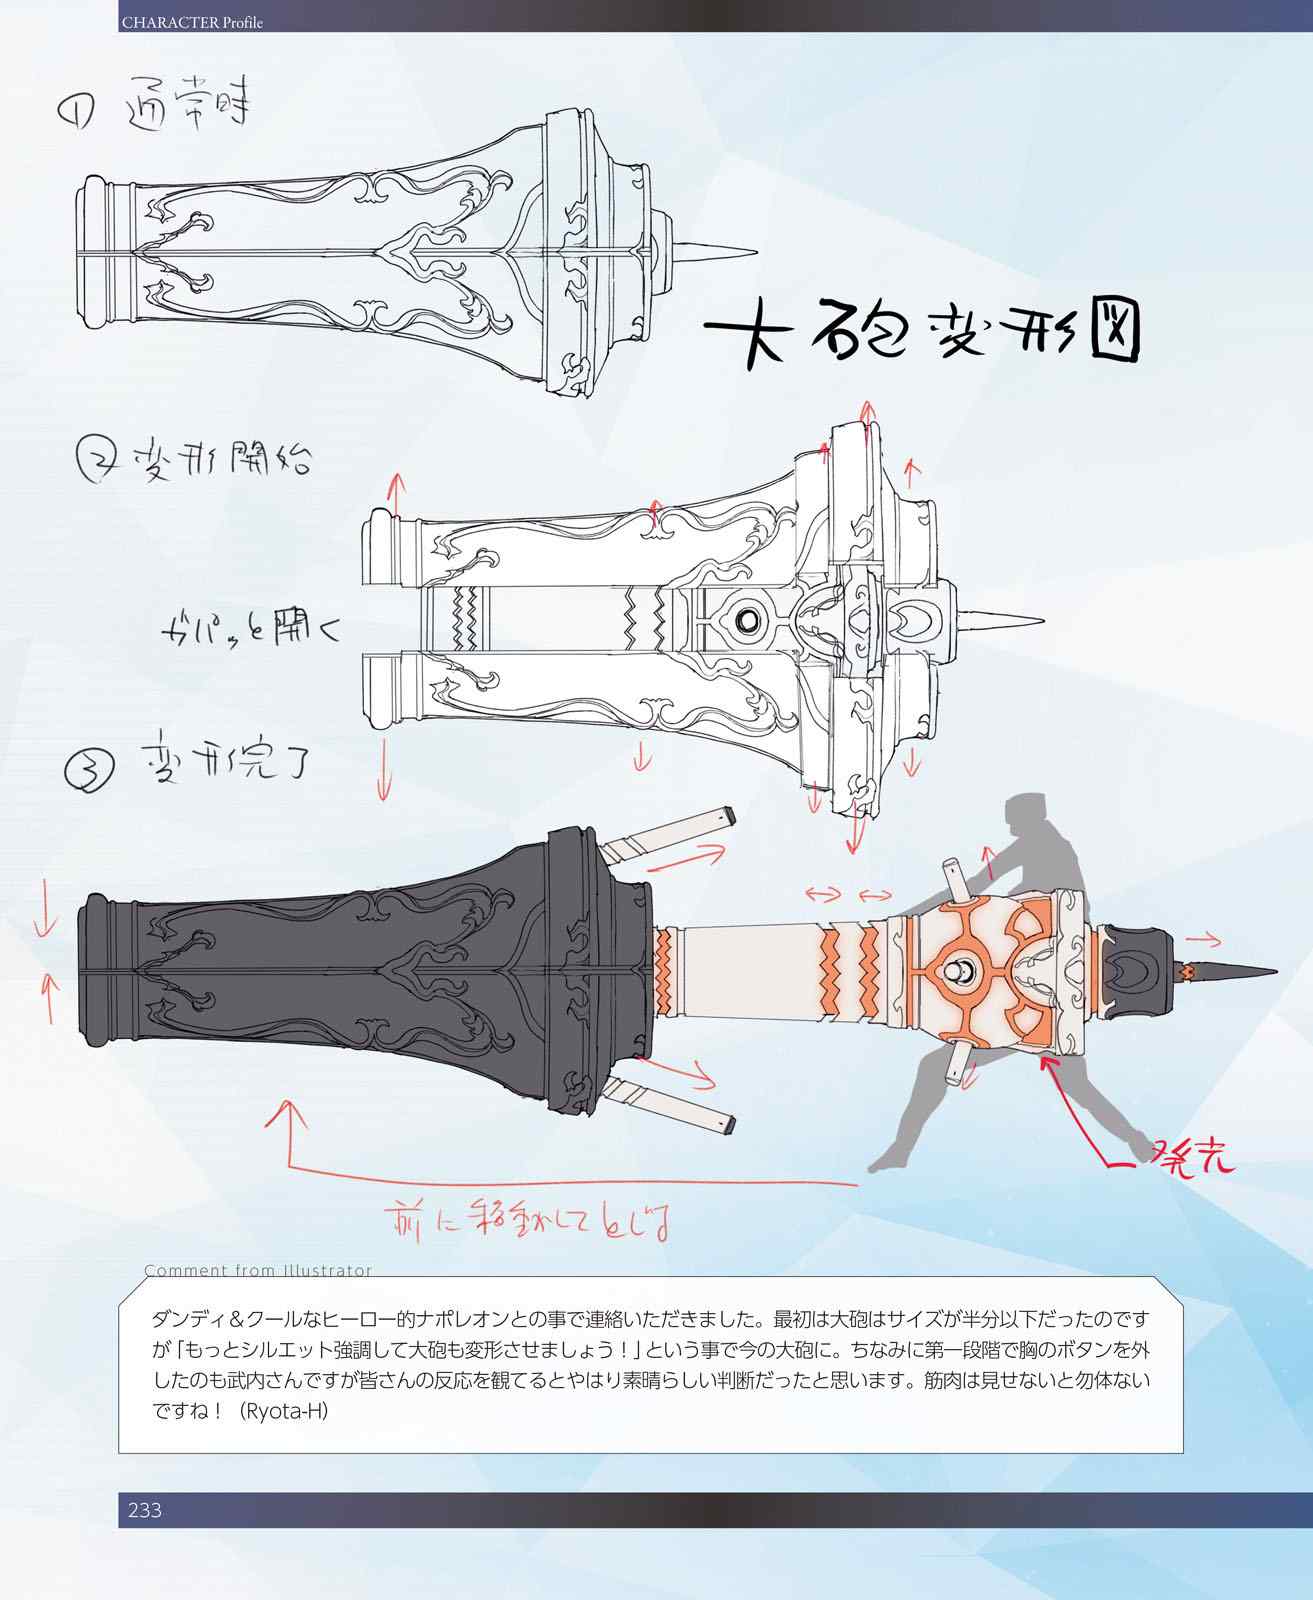 CHARACTER Profile
① 通常時
大砲変形図
② 変形開始
ガバッと開く
③ 変形完了
発光
前に移動してとじる
Comment from Illustrator
ダンディ＆クールなヒーロー的ナポレオンとの事で連絡いただきました。最初は大砲はサイズが半分以下だったのです
が「もっとシルエット強調して大砲も変形させましょう！」という事で今の大砲に。ちなみに第一段階で胸のボタンを外
したのも武内さんですが皆さんの反応を観てるとやはり素晴らしい判断だったと思います。筋肉は見せないと勿体ない
ですね！（Ryota-H）
233